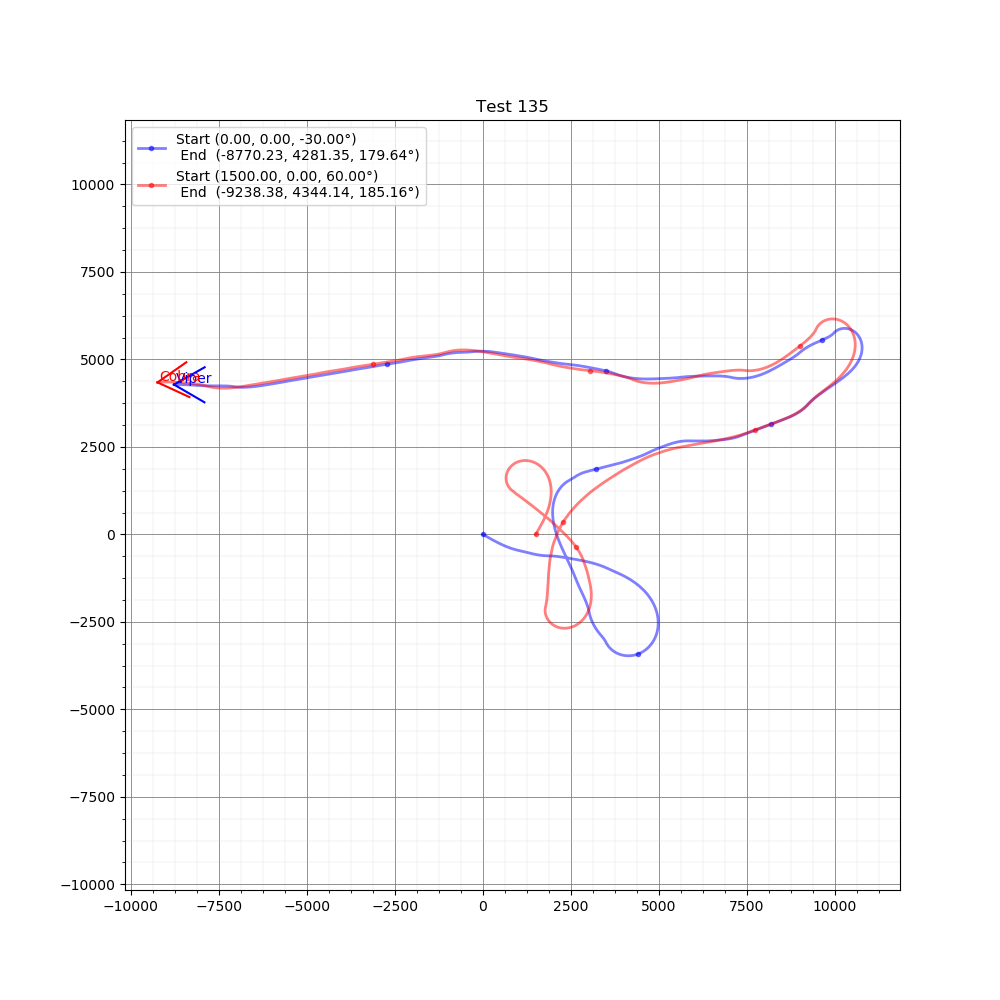 Test 135
Start (0.00, 0.00, -30.00°)
End (-8770.23, 4281.35, 179.64°)
Start (1500.00, 0.00, 60.00°)
End (-9238.38, 4344.14, 185.16°)
10000
7500
5000
2500
0
−2500
−5000
−7500
−10000
−10000 −7500 −5000 −2500 0 2500 5000 7500 10000